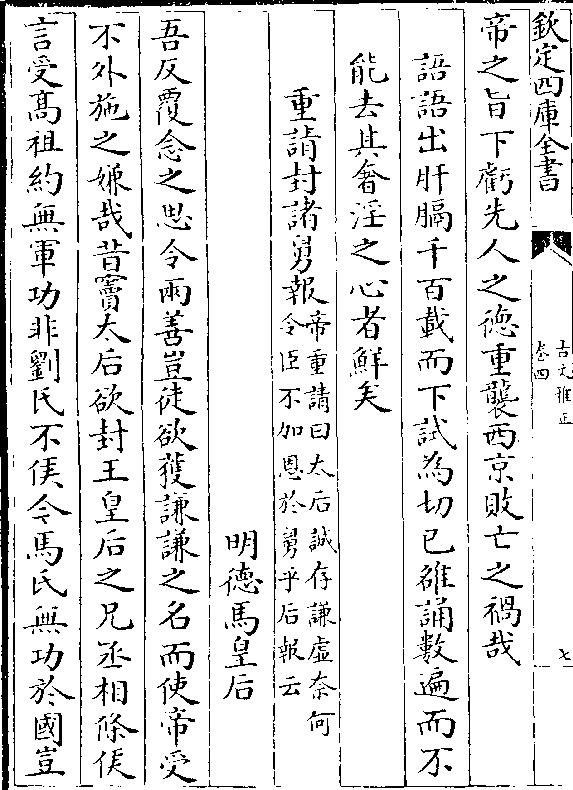 欽定四庫全書
古文雅正
卷四
七
帝之旨下虧先人之德重襲西京敗亡之禍哉
語語出肝膈千百載而下試為切己雒誦數遍而不
能去其奢淫之心者鮮矣
重請封諸舅報帝重請曰太后誠存謙虛奈何
令臣不加恩於舅乎后報云
明德馬皇后
吾反覆念之思令兩善豈徒欲獲謙讓之名而使帝受
不外施之嫌哉昔竇太后欲封王皇后之兄丞相條侯
言受髙祖約無軍功非劉氏不侯今馬氏無功於國豈